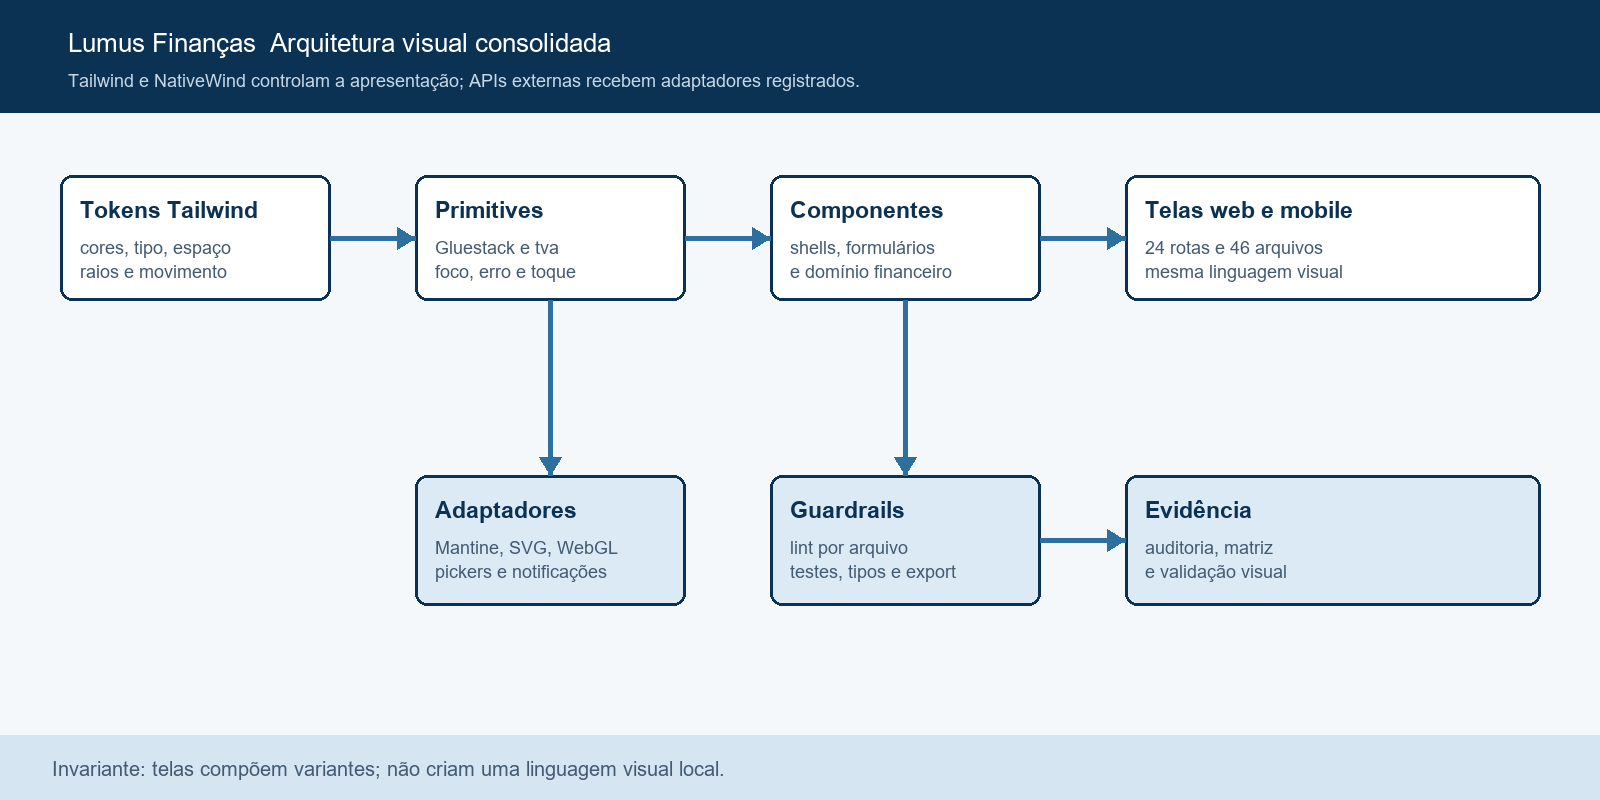 Lumus Finanças  Arquitetura visual consolidada
Tailwind e NativeWind controlam a apresentação; APIs externas recebem adaptadores registrados.
Tokens Tailwind
cores, tipo, espaço
raios e movimento
Primitives
Gluestack e tva
foco, erro e toque
Componentes
shells, formulários
e domínio financeiro
Telas web e mobile
24 rotas e 46 arquivos
mesma linguagem visual
Adaptadores
Mantine, SVG, WebGL
pickers e notificações
Guardrails
lint por arquivo
testes, tipos e export
Evidência
auditoria, matriz
e validação visual
Invariante: telas compõem variantes; não criam uma linguagem visual local.